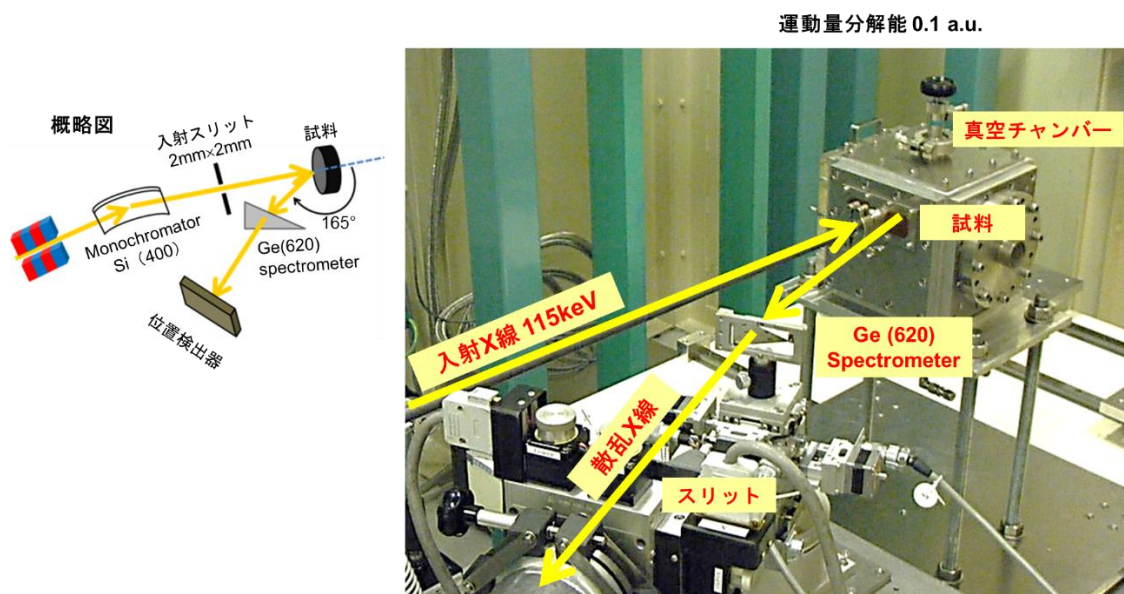 運動量分解能 0.1 a.u.
概略図
入射スリット
2mm×2mm
試料
165°
Monochromator
Si（400）
Ge(620)
spectrometer
位置検出器
真空チャンバー
試料
入射X線 115keV
Ge (620)
Spectrometer
散乱X線
スリット